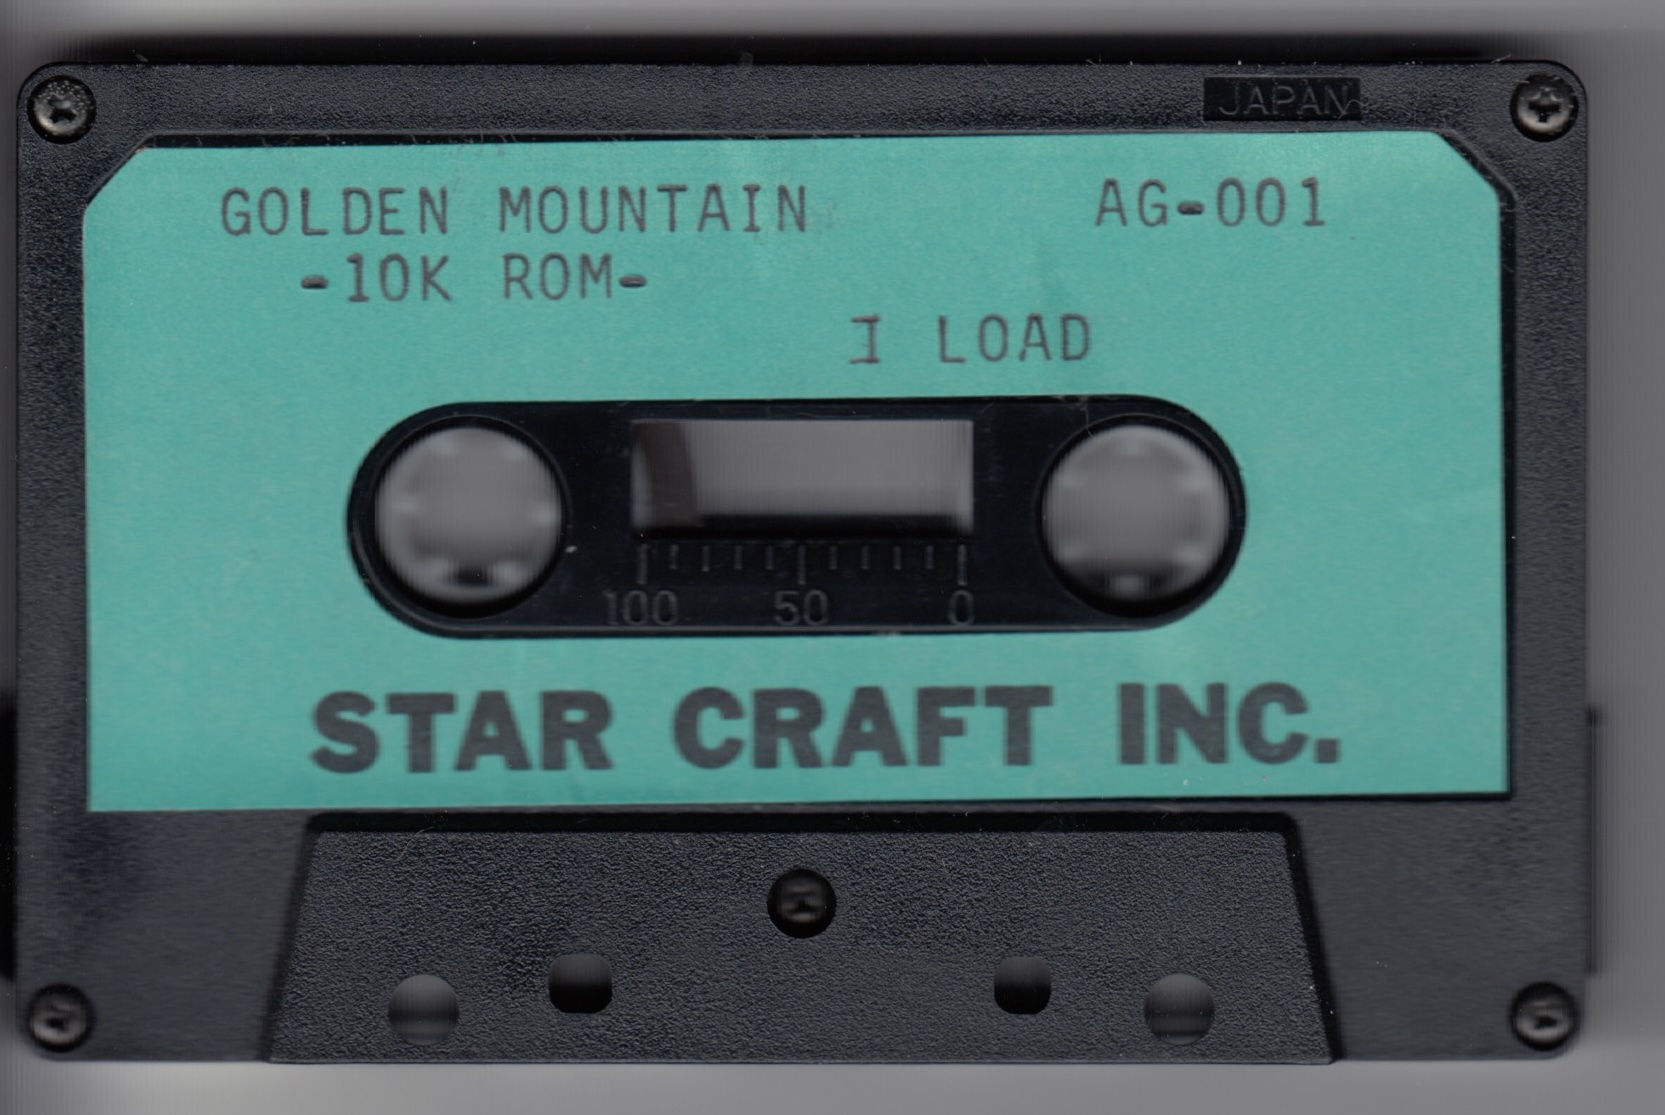 JAPAN
GOLDEN MOUNTAIN AG-001
-10K ROM-
I LOAD
100 50 0
STAR CRAFT INC.